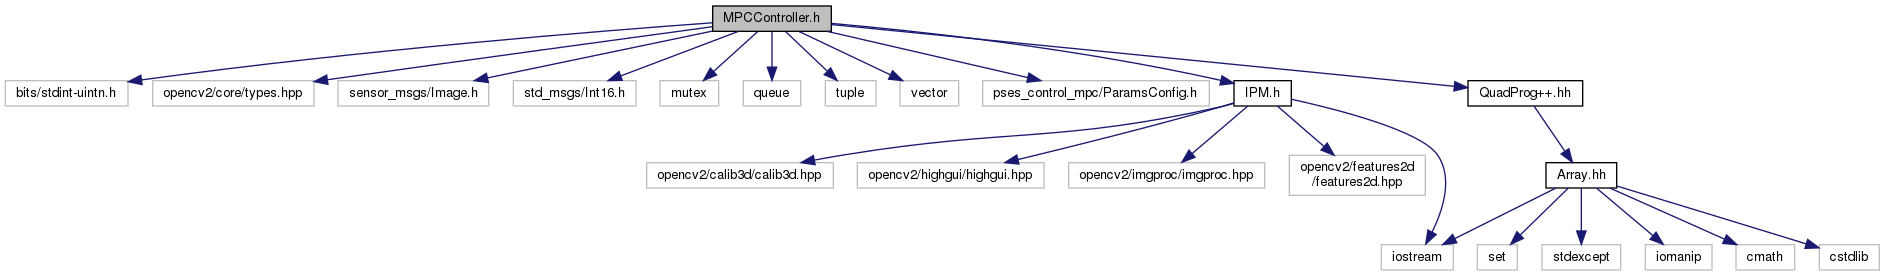 MPCController.h
bits/stdint-uintn.h
opencv2/core/types.hpp
sensor_msgs/Image.h
std_msgs/Int16.h
mutex
queue
tuple
vector
pses_control_mpc/ParamsConfig.h
IPM.h
QuadProg++.hh
opencv2/calib3d/calib3d.hpp
opencv2/highgui/highgui.hpp
opencv2/imgproc/imgproc.hpp
opencv2/features2d
/features2d.hpp
Array.hh
iostream
set
stdexcept
iomanip
cmath
cstdlib